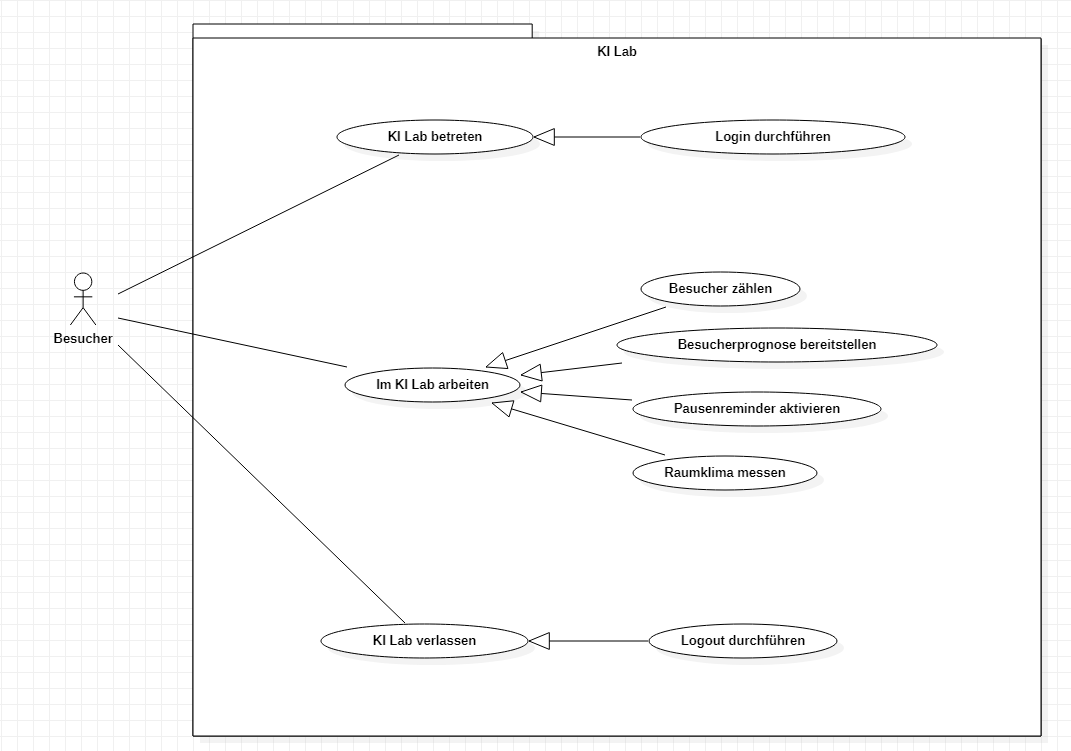 KI Lab
KI Lab betreten
Login durchführen
Besucher zählen
Besucherprognose bereitstellen
Besucher
Im KI Lab arbeiten
Pausenreminder aktivieren
Raumklima messen
KI Lab verlassen
Logout durchführen